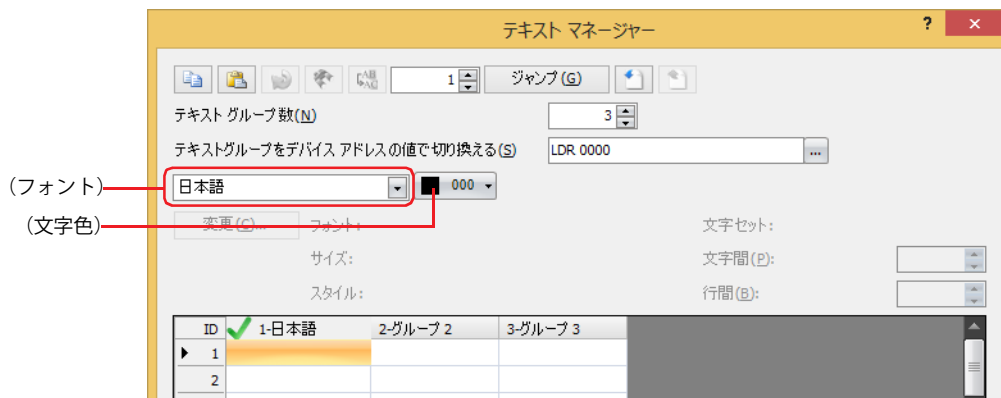 テキスト マネージャー
? ×
1 ジャンプ(G)
テキスト グループ数(N) 3
テキストグループをデバイス アドレスの値で切り換える(S) LDR 0000 ...
(フォント) 日本語 000
(文字色)
変更(C)... フォント: 文字セット:
サイズ: 文字間(P):
スタイル: 行間(B):
ID 1-日本語 2-グループ 2 3-グループ 3
1
2